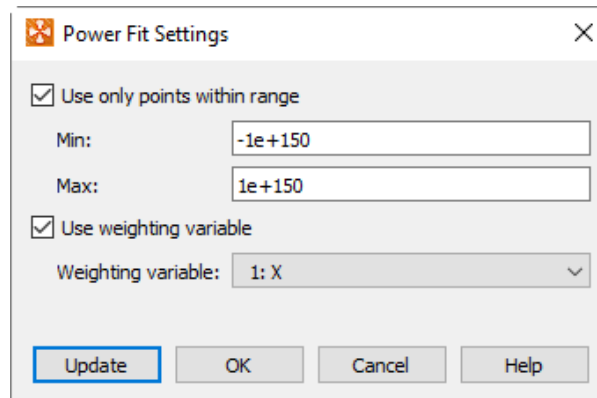 Power Fit Settings
Use only points within range
Min: -1e+150
Max: 1e+150
Use weighting variable
Weighting variable: 1: X
Update OK Cancel Help